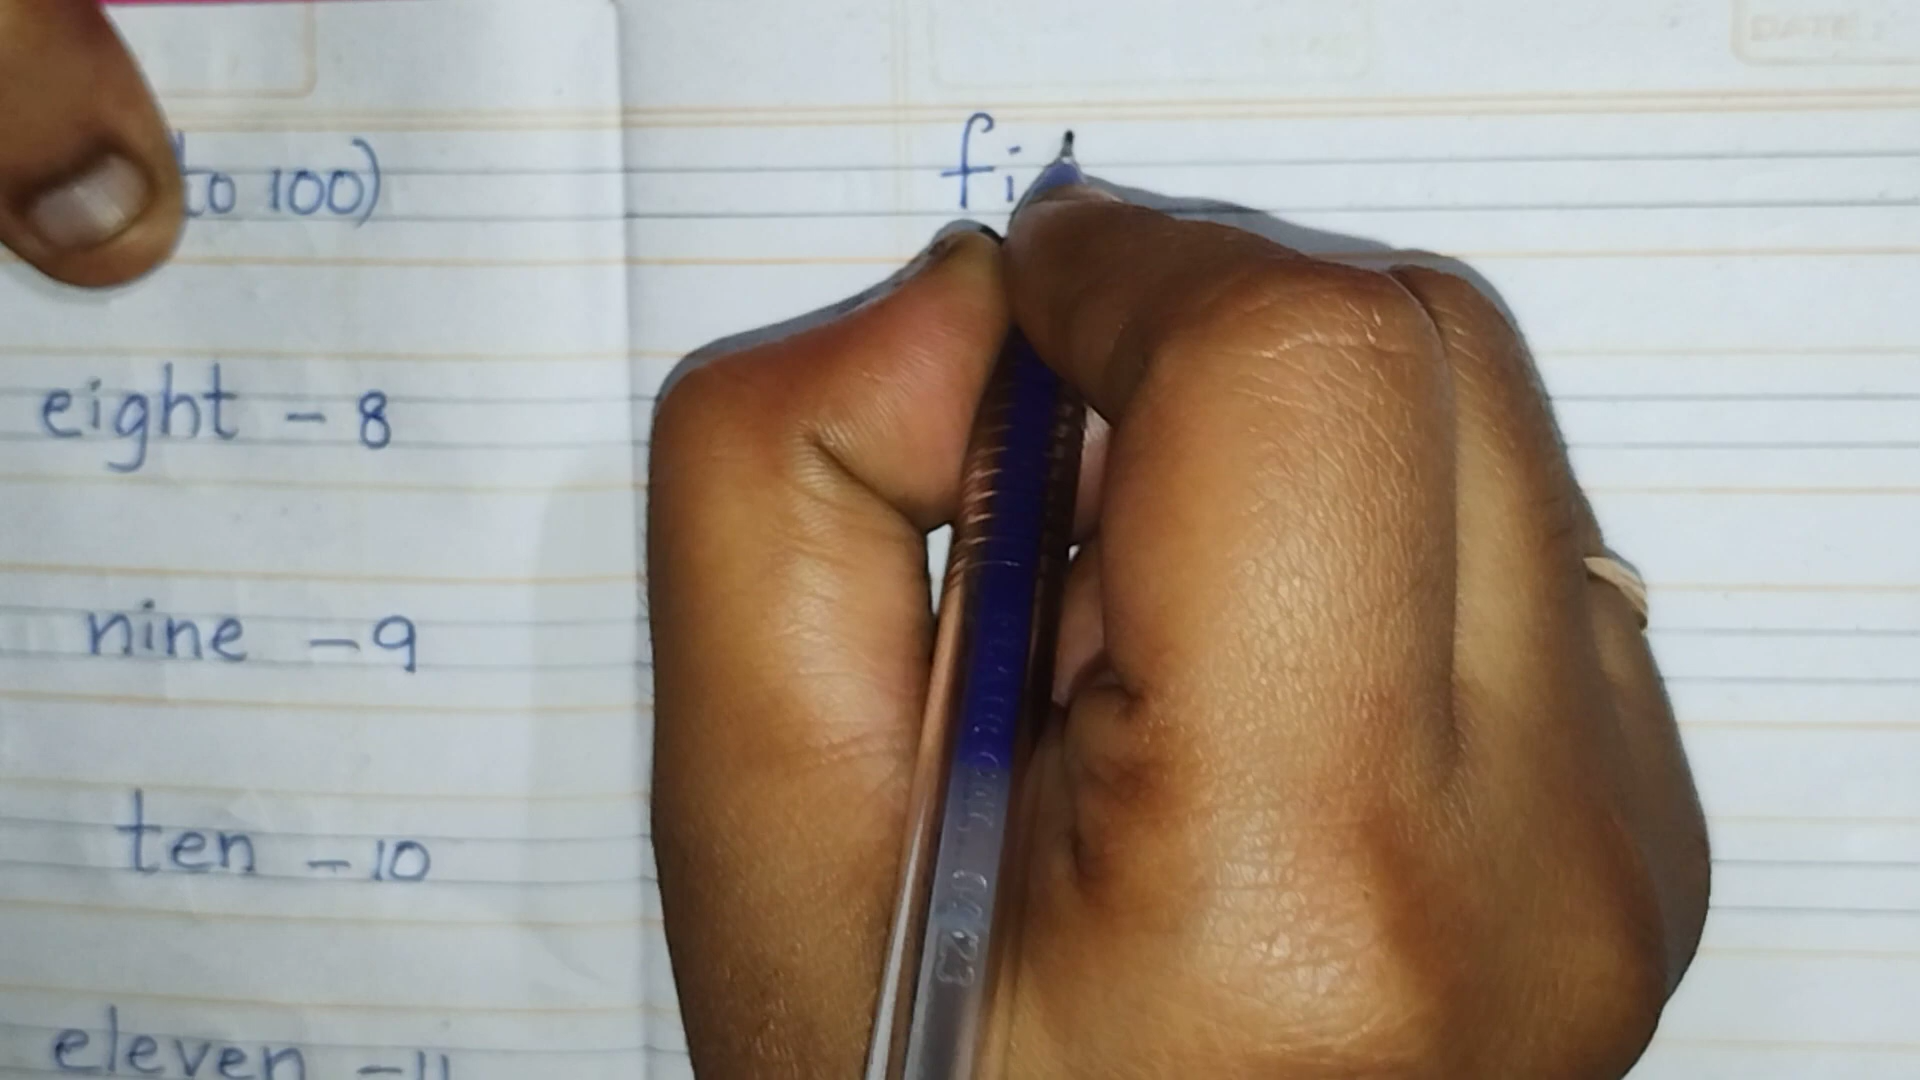 to 100)
fi
eight - 8
nine - 9
ten - 10
eleven - 11